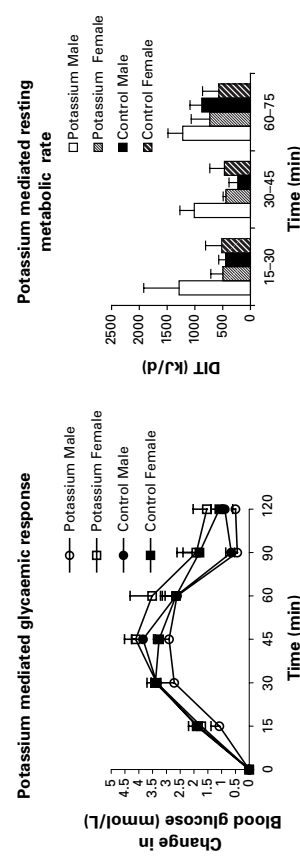 Potassium mediated glycaemic response
Potassium Male
Potassium Female
Control Male
Control Female
5
4.5
4
3.5
3
2.5
2
1.5
1
0.5
0
Change in
Blood glucose (mmol/L)
0
15
30
45
60
90
120
Time (min)
Potassium mediated resting
metabolic rate
Potassium Male
Potassium Female
Control Male
Control Female
2500
2000
1500
1000
500
0
DIT (kJ/d)
15–30
30–45
60–75
Time (min)